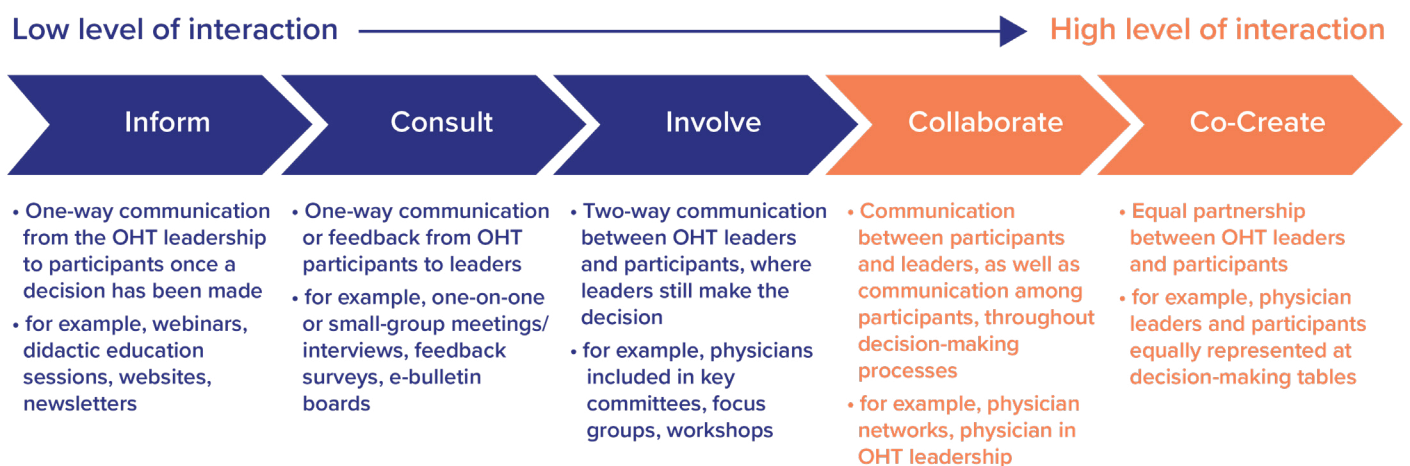 Low level of interaction
High level of interaction
Inform
Consult
Involve
Collaborate
Co-Create
• One-way communication
from the OHT leadership
to participants once a
decision has been made
• for example, webinars,
didactic education
sessions, websites,
newsletters
• One-way communication
or feedback from OHT
participants to leaders
• for example, one-on-one
or small-group meetings/
interviews, feedback
surveys, e-bulletin
boards
• Two-way communication
between OHT leaders
and participants, where
leaders still make the
decision
• for example, physicians
included in key
committees, focus
groups, workshops
• Communication
between participants
and leaders, as well as
communication among
participants, throughout
decision-making
processes
• for example, physician
networks, physician in
OHT leadership
• Equal partnership
between OHT leaders
and participants
• for example, physician
leaders and participants
equally represented at
decision-making tables